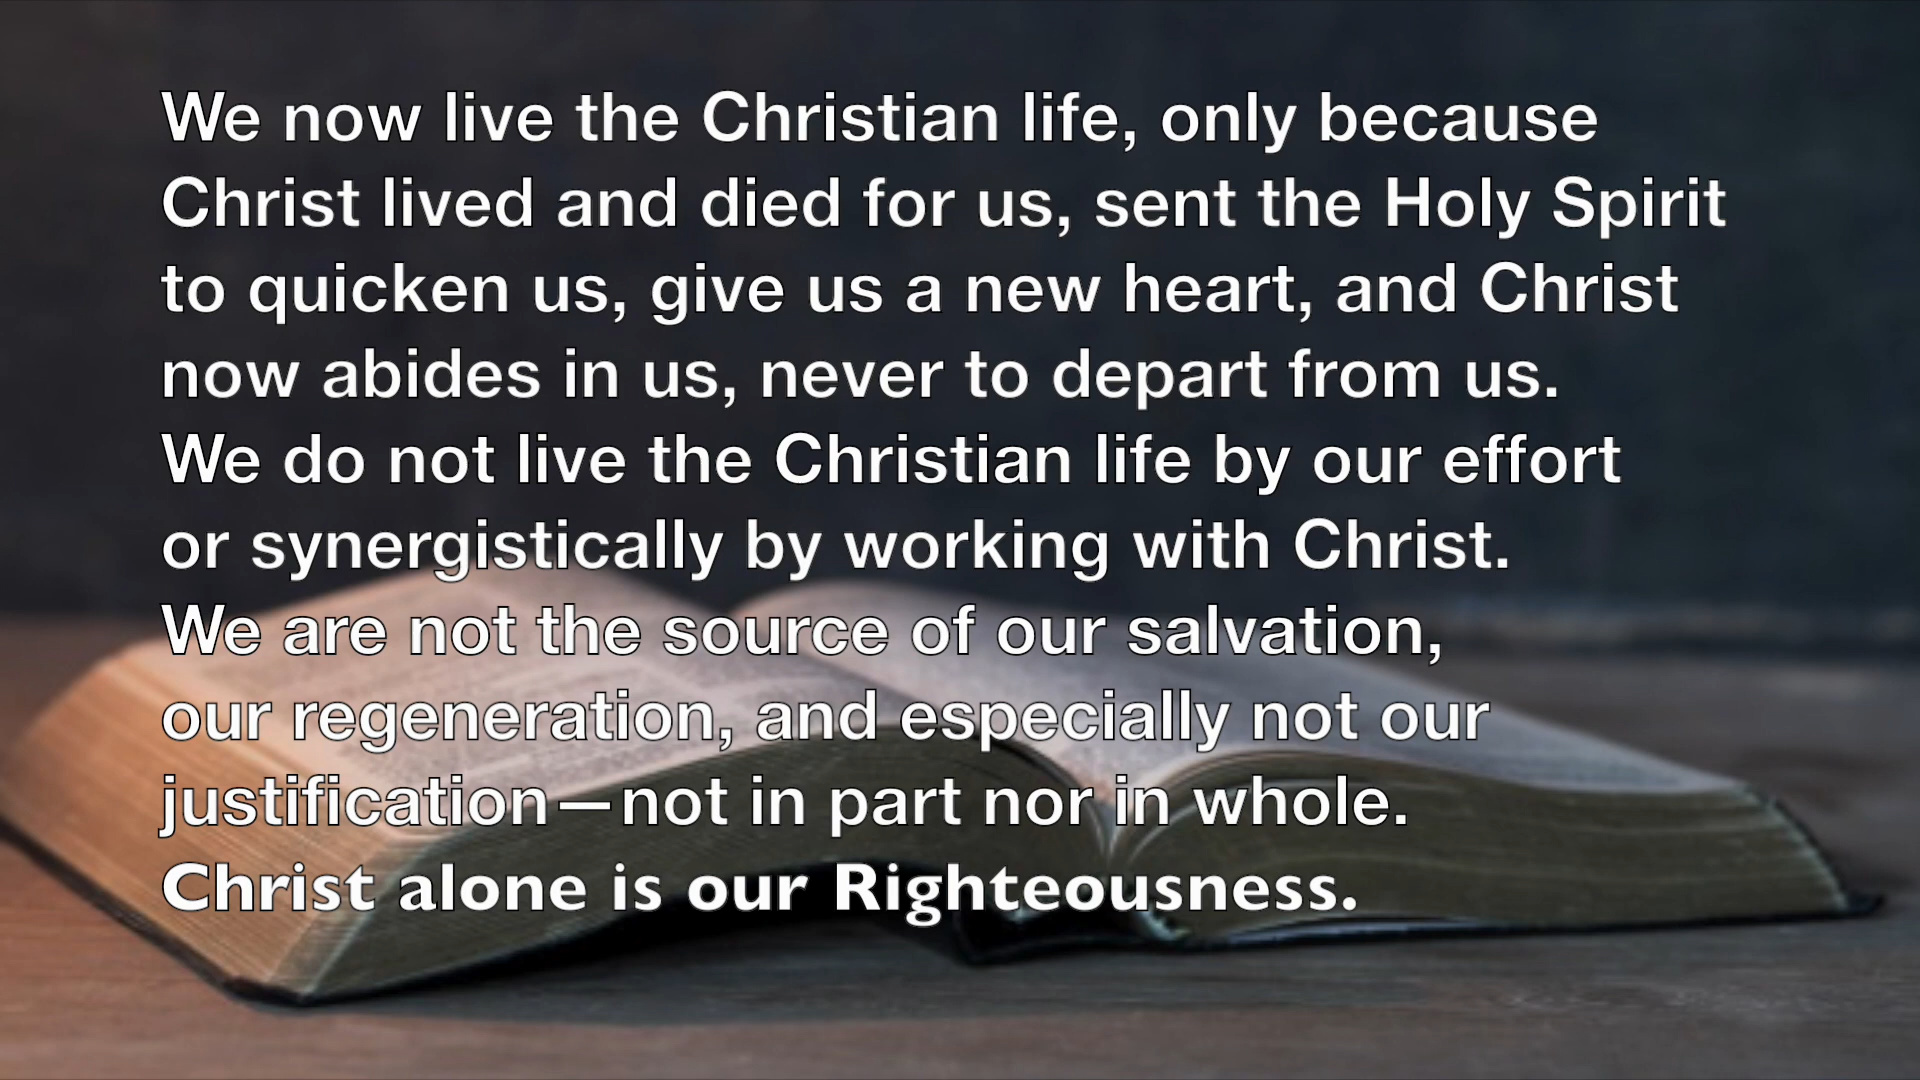 We now live the Christian life, only because
Christ lived and died for us, sent the Holy Spirit
to quicken us, give us a new heart, and Christ
now abides in us, never to depart from us.
We do not live the Christian life by our effort
or synergistically by working with Christ.
We are not the source of our salvation,
our regeneration, and especially not our
justification—not in part nor in whole.
Christ alone is our Righteousness.